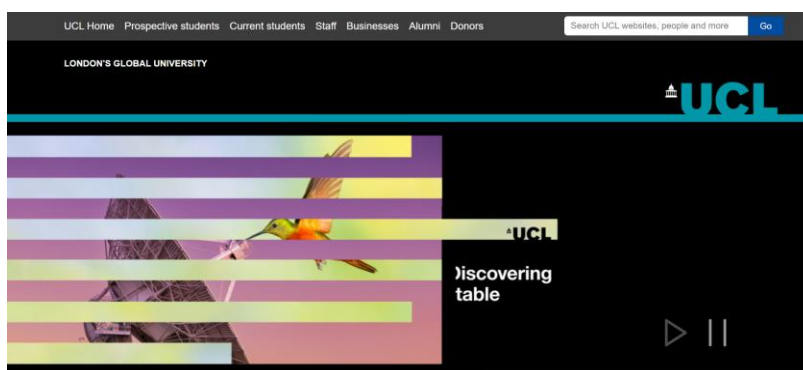 UCL Home Prospective students Current students Staff Businesses Alumni Donors Search UCL websites, people and more Go
LONDON'S GLOBAL UNIVERSITY
UCL
UCL
Discovering
table